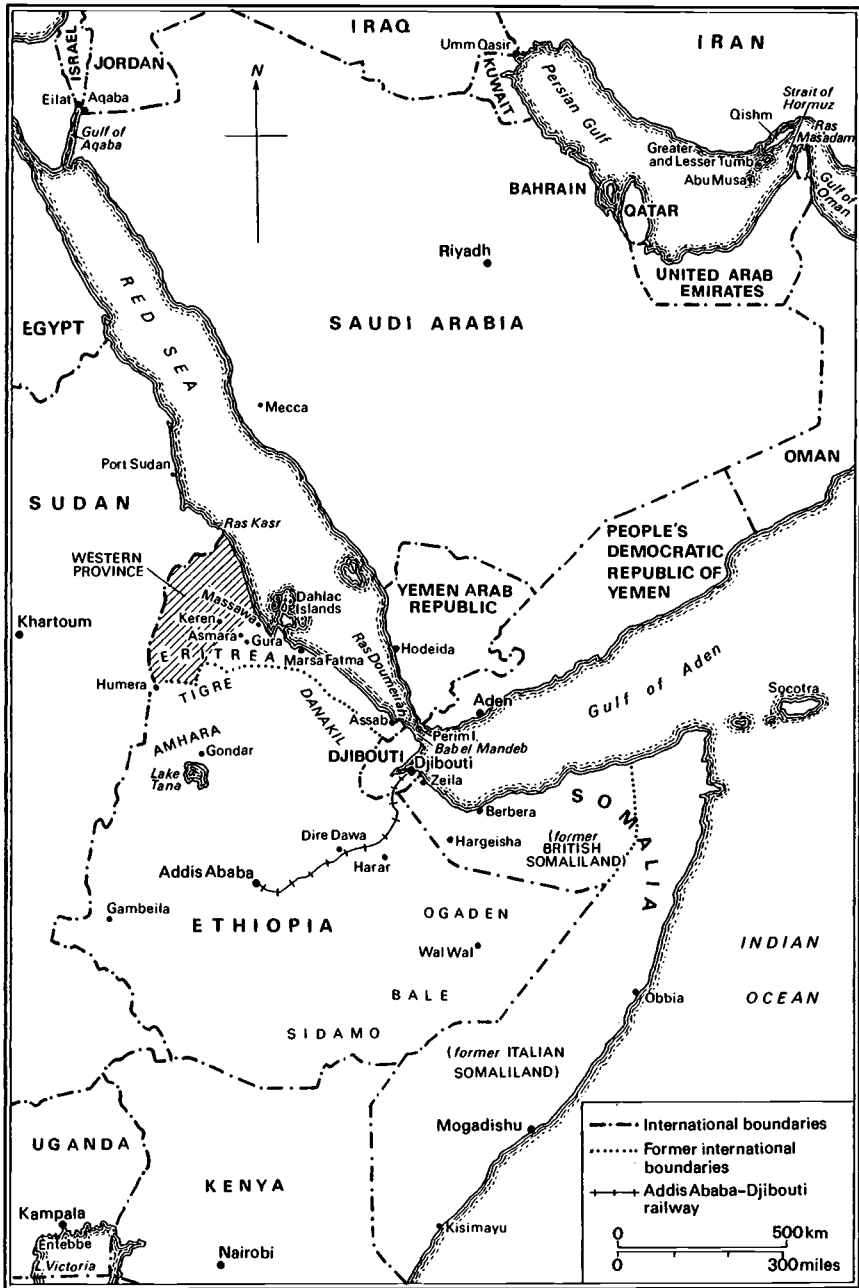 IRAQ
IRAN
ISRAEL
JORDAN
Umm Qasir
KUWAIT
Persian Gulf
Strait of
Hormuz
Qishm
Ras
Masadam
Eilat
Aqaba
Gulf of
Aqaba
N
Greater
and Lesser Tumb
Abu Musa
Gulf of
Oman
BAHRAIN
QATAR
Riyadh
UNITED ARAB
EMIRATES
RED SEA
EGYPT
SAUDI ARABIA
Mecca
Port Sudan
OMAN
SUDAN
Ras Kasr
PEOPLE'S
DEMOCRATIC
REPUBLIC OF
YEMEN
WESTERN
PROVINCE
YEMEN ARAB
REPUBLIC
Dahlac
Islands
Massawa
Keren
Asmara
Gura
Khartoum
ERITREA
Marsa Fatma
Ras Doumeirah
Hodeida
Humera
TIGRE
DANAKIL
Gulf of Aden
Socotra
Assab
Aden
Perim I.
Bab el Mandeb
AMHARA
Gondar
Lake
Tana
DJIBOUTI
Djibouti
Zeila
SOMALIA
Berbera
Dire Dawa
Harar
Hargeisha
(former
BRITISH
SOMALILAND)
Addis Ababa
Gambeila
ETHIOPIA
OGADEN
Wal Wal
INDIAN
OCEAN
BALE
Obbia
SIDAMO
(former ITALIAN
SOMALILAND)
Mogadishu
UGANDA
KENYA
Kampala
Entebbe
Victoria
Nairobi
Kisimayu
International boundaries
Former international
boundaries
Addis Ababa-Djibouti
railway
0 500 km
0 300 miles